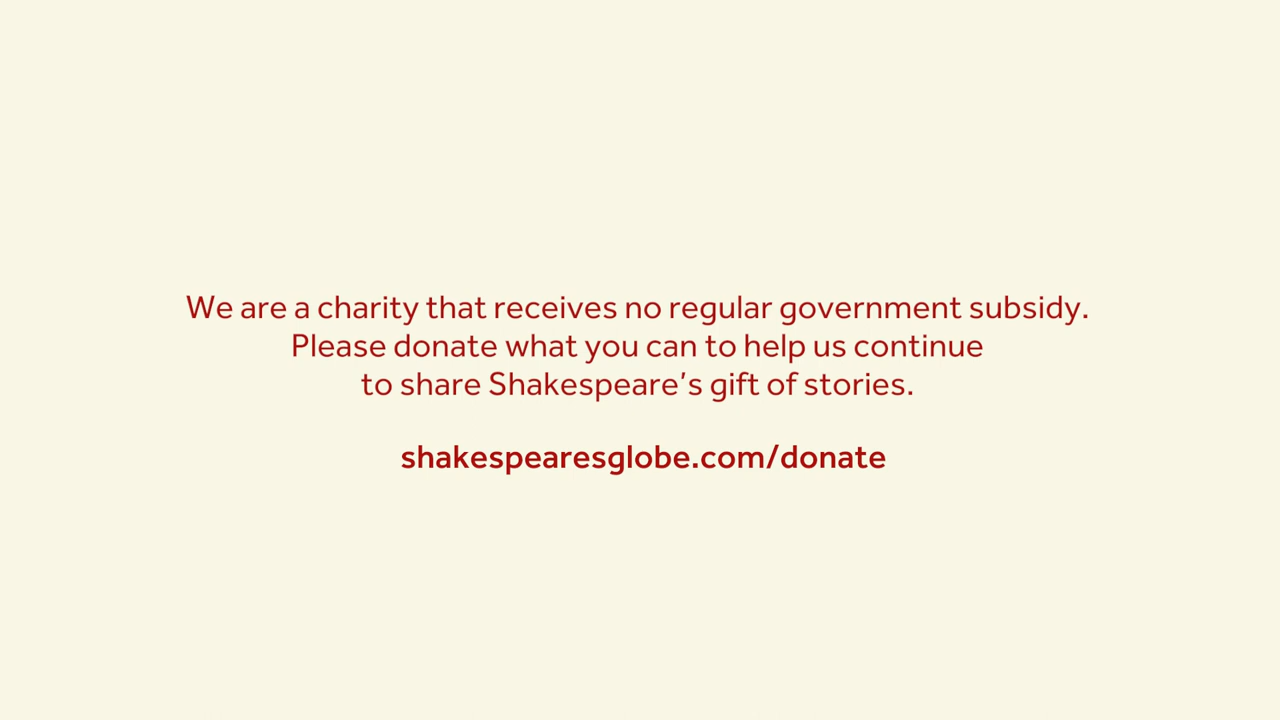 We are a charity that receives no regular government subsidy.
Please donate what you can to help us continue
to share Shakespeare's gift of stories.
shakespearesglobe.com/donate